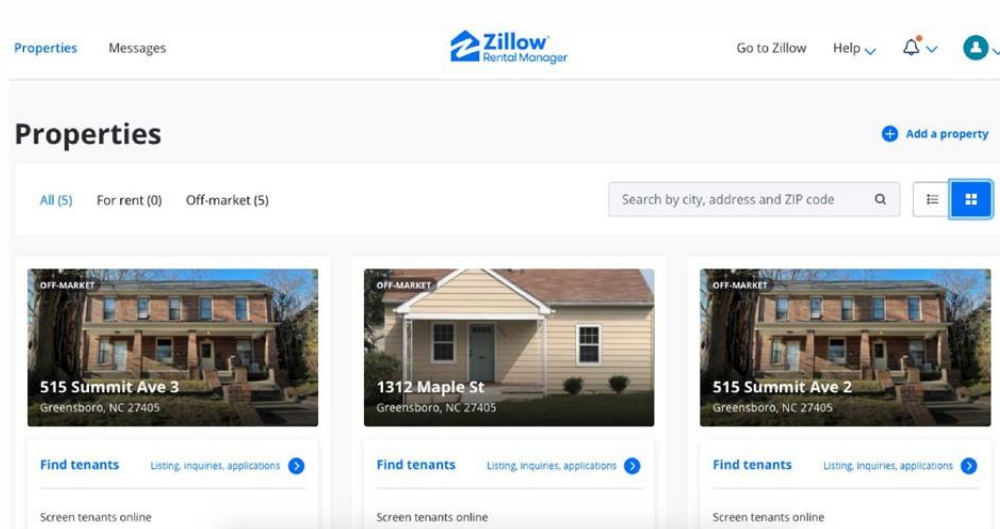 Properties Messages Zillow Go to Zillow Help
Rental Manager
Properties
Add a property
All (5) For rent (0) Off-market (5) Search by city, address and ZIP code
OFF-MARKET OFF-MARKET OFF-MARKET
515 Summit Ave 3 1312 Maple St 515 Summit Ave 2
Greensboro, NC 27405 Greensboro, NC 27405 Greensboro, NC 27405
Find tenants Listing, inquiries, applications Find tenants Listing, inquiries, applications Find tenants Listing, inquiries, applications
Screen tenants online Screen tenants online Screen tenants online